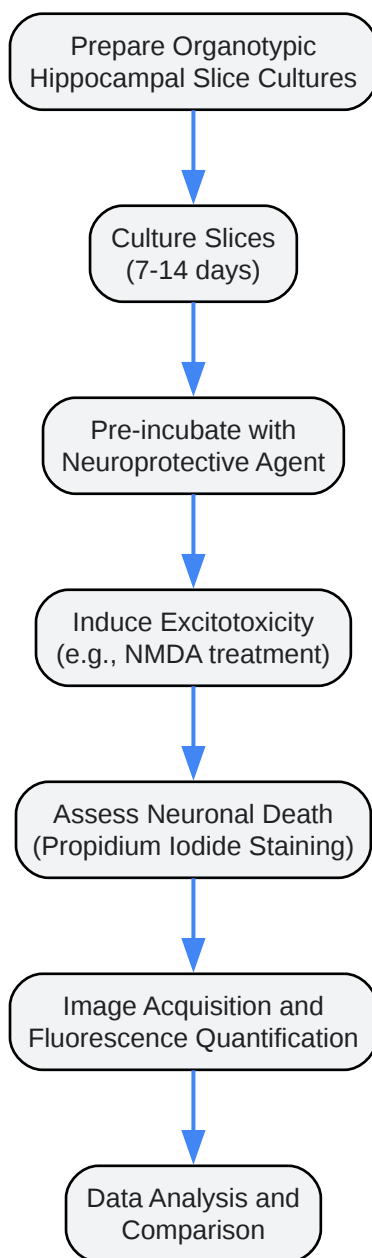 Prepare Organotypic
Hippocampal Slice Cultures
Culture Slices
(7-14 days)
Pre-incubate with
Neuroprotective Agent
Induce Excitotoxicity
(e.g., NMDA treatment)
Assess Neuronal Death
(Propidium Iodide Staining)
Image Acquisition and
Fluorescence Quantification
Data Analysis and
Comparison